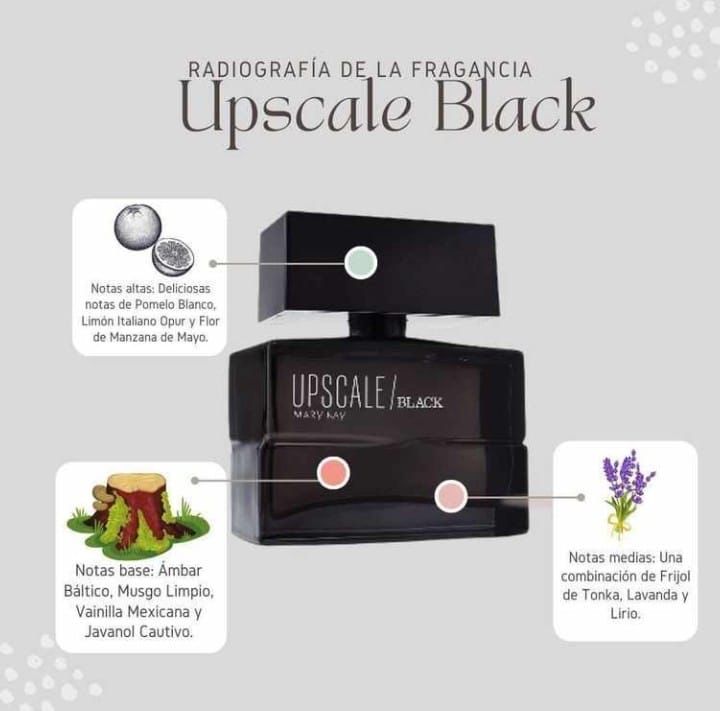 RADIOGRAFÍA DE LA FRAGANCIA
Upscale Black
Notas altas: Deliciosas
notas de Pomelo Blanco,
Limón Italiano Opur y Flor
de Manzana de Mayo.
UPSCALE/BLACK
MARY KAY
Notas base: Ámbar
Báltico, Musgo Limpio,
Vainilla Mexicana y
Javanol Cautivo.
Notas medias: Una
combinación de Frijol
de Tonka, Lavanda y
Lirio.